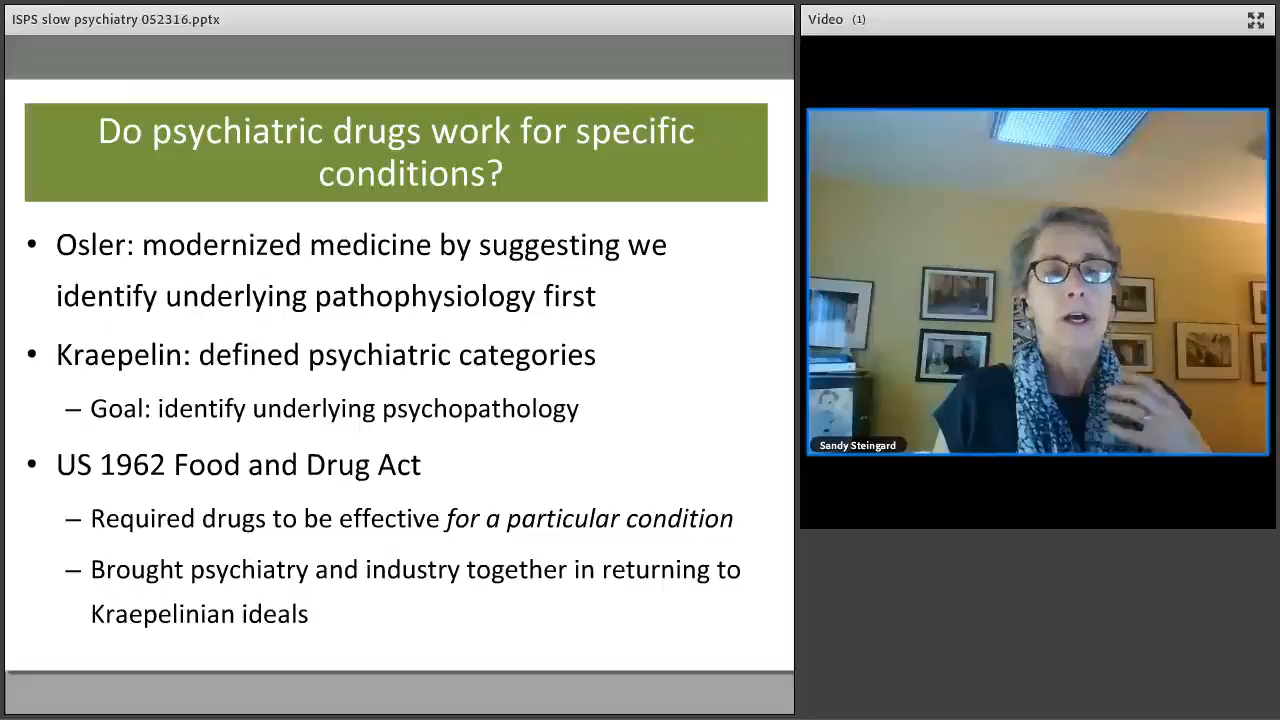 ISPS slow psychiatry 052316.pptx
Video (1)
Do psychiatric drugs work for specific
conditions?
• Osler: modernized medicine by suggesting we
identify underlying pathophysiology first
• Kraepelin: defined psychiatric categories
– Goal: identify underlying psychopathology
• US 1962 Food and Drug Act
– Required drugs to be effective for a particular condition
– Brought psychiatry and industry together in returning to
Kraepelinian ideals
Sandy Steingard